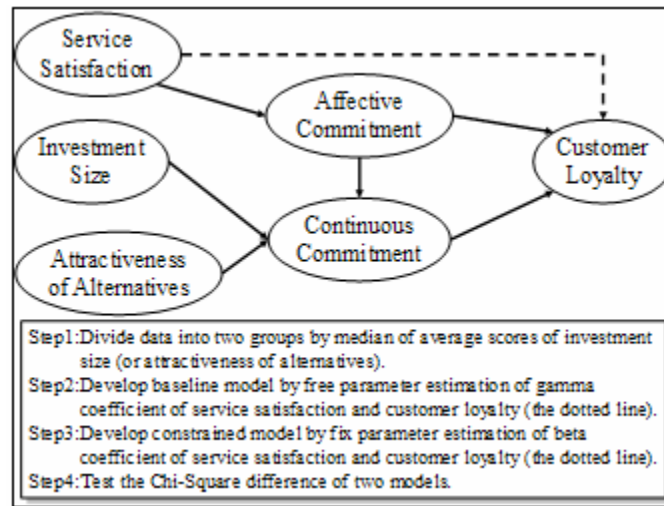 Service
Satisfaction
Affective
Commitment
Investment
Size
Customer
Loyalty
Continuous
Commitment
Attractiveness
of Alternatives
Step1:Divide data into two groups by median of average scores of investment
size (or attractiveness of alternatives).
Step2:Develop baseline model by free parameter estimation of gamma
coefficient of service satisfaction and customer loyalty (the dotted line).
Step3:Develop constrained model by fix parameter estimation of beta
coefficient of service satisfaction and customer loyalty (the dotted line).
Step4:Test the Chi-Square difference of two models.